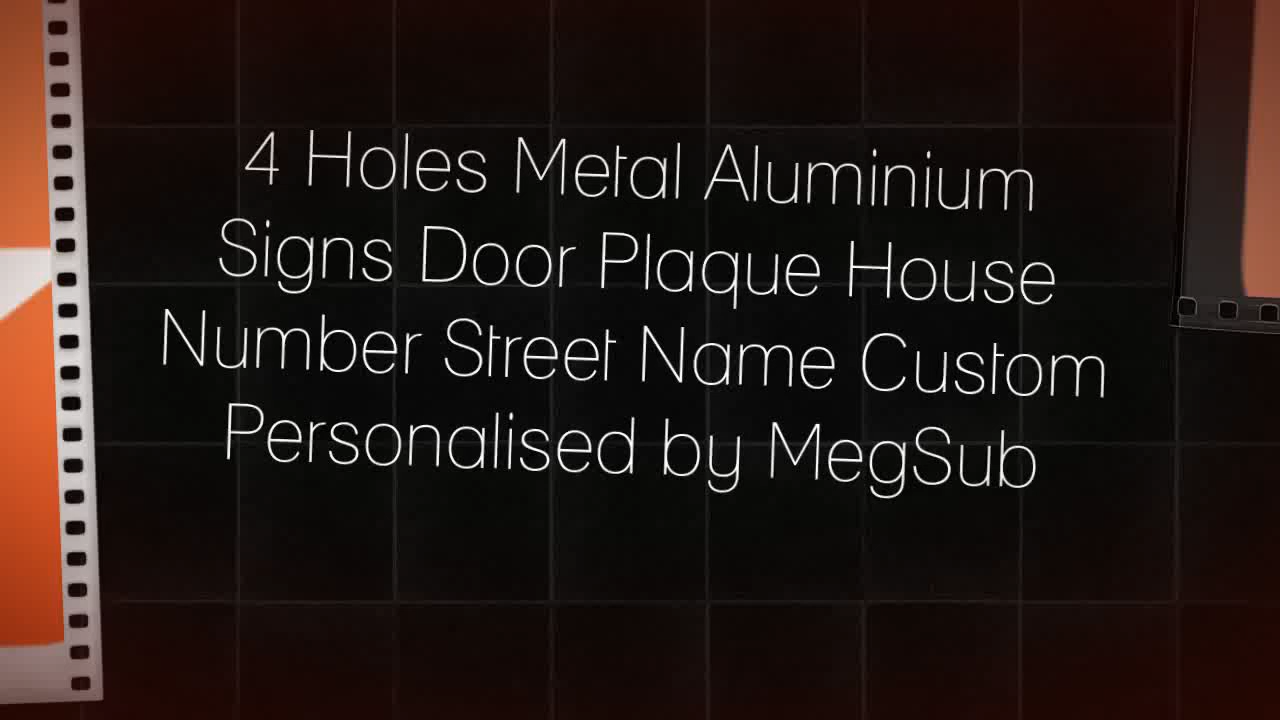 4 Holes Metal Aluminium
Signs Door Plaque House
Number Street Name Custom
Personalised by MegSub